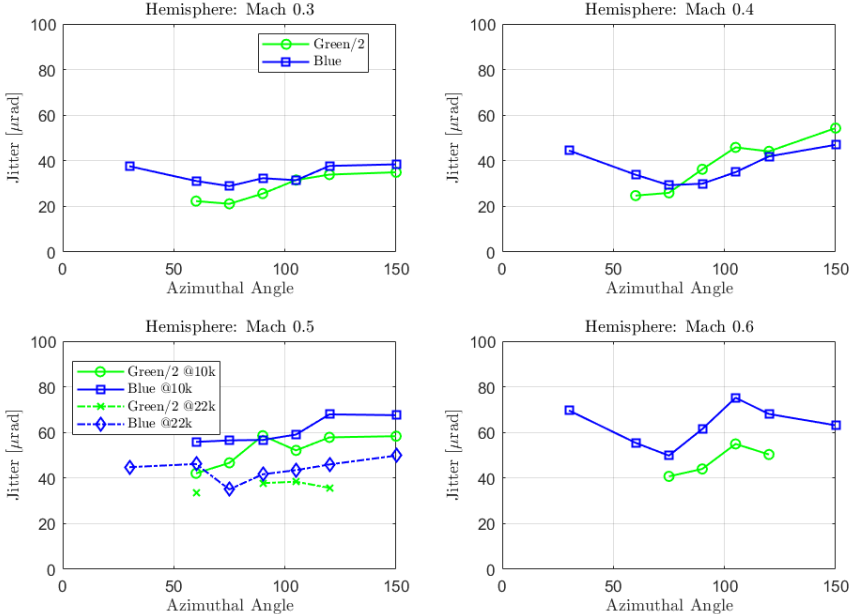 Hemisphere: Mach 0.3
100
80
60
40
20
0
0
50
100
150
Jitter [μrad]
Azimuthal Angle
Green/2
Blue
Hemisphere: Mach 0.4
100
80
60
40
20
0
0
50
100
150
Jitter [μrad]
Azimuthal Angle
Hemisphere: Mach 0.5
100
80
60
40
20
0
0
50
100
150
Jitter [μrad]
Azimuthal Angle
Green/2 @10k
Blue @10k
Green/2 @22k
Blue @22k
Hemisphere: Mach 0.6
100
80
60
40
20
0
0
50
100
150
Jitter [μrad]
Azimuthal Angle